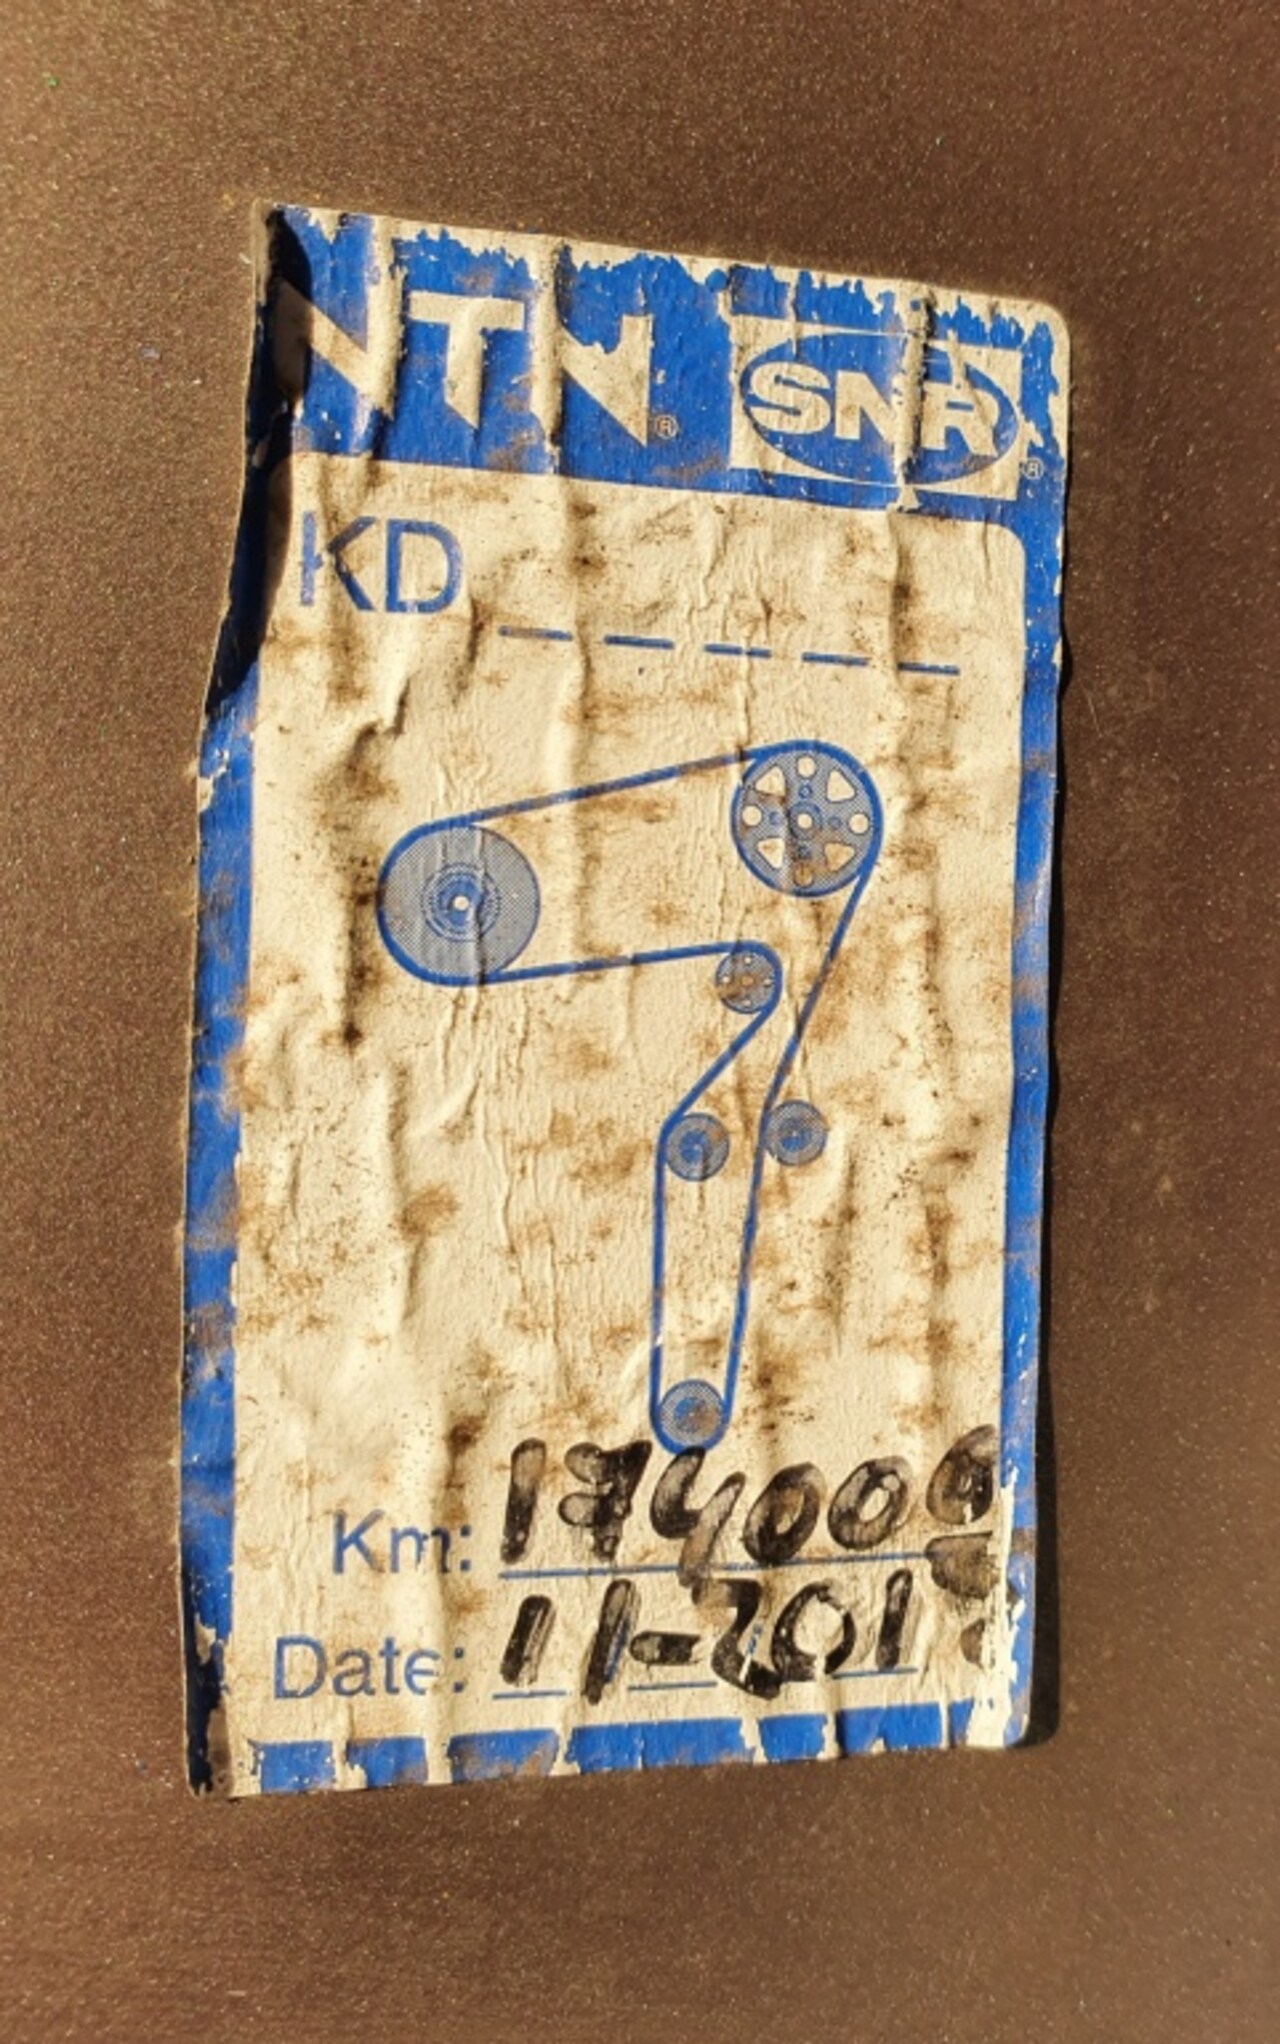 NTN® SNR®
KD _ _ _ _ _
Km: 174000
Date: 11-201